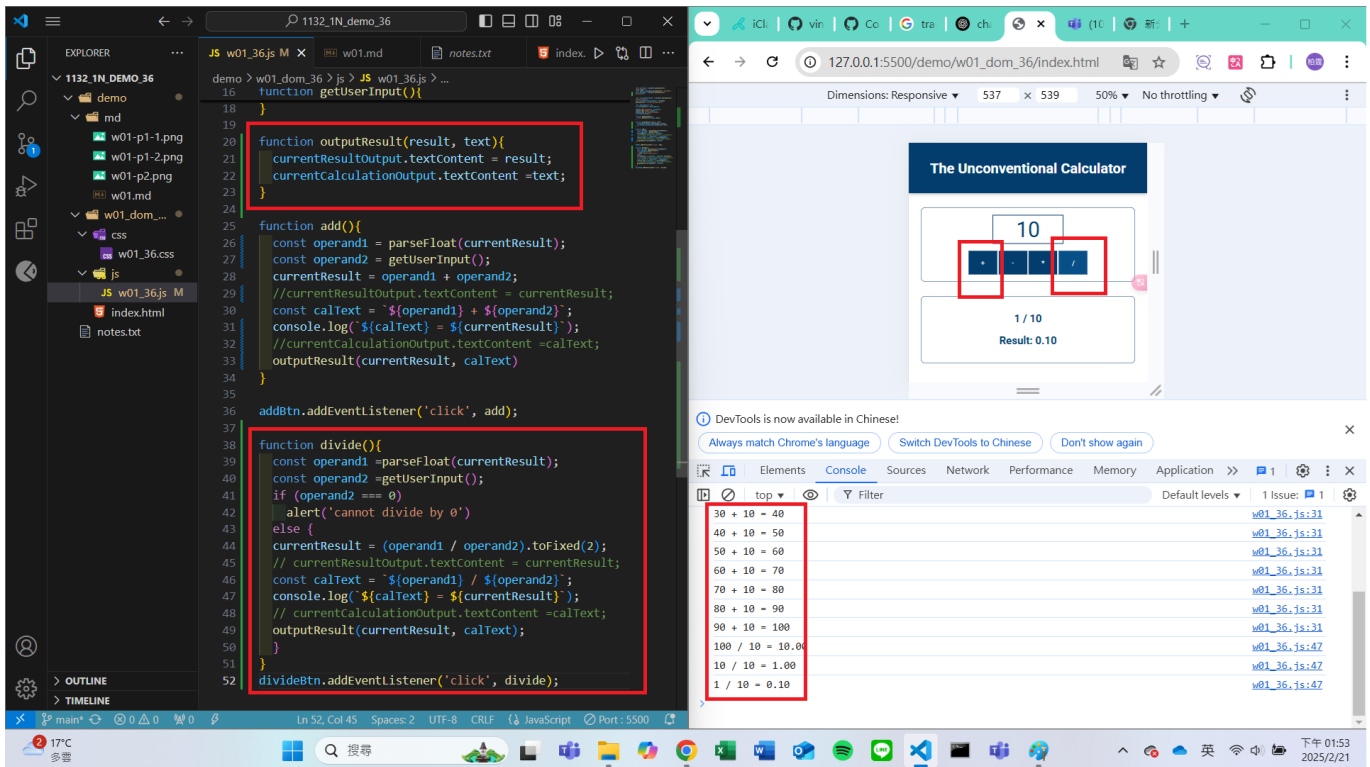 1132_1N_demo_36
EXPLORER
1132_1N_DEMO_36
demo
md
w01-p1-1.png
w01-p1-2.png
w01-p2.png
w01.md
w01_dom_...
css
w01_36.css
js
w01_36.js M
index.html
notes.txt
OUTLINE
TIMELINE
JS w01_36.js M
w01.md
notes.txt
index.
demo > w01_dom_36 > js > JS w01_36.js > ...
16 function getUserInput(){
18 }
19
20 function outputResult(result, text){
21 currentResultOutput.textContent = result;
22 currentCalculationOutput.textContent =text;
23 }
24
25 function add(){
26 const operand1 = parseFloat(currentResult);
27 const operand2 = getUserInput();
28 currentResult = operand1 + operand2;
29 //currentResultOutput.textContent = currentResult;
30 const calText = `${operand1} + ${operand2}`;
31 console.log(`${calText} = ${currentResult}`);
32 //currentCalculationOutput.textContent =calText;
33 outputResult(currentResult, calText)
34 }
35
36 addBtn.addEventListener('click', add);
37
38 function divide(){
39 const operand1 =parseFloat(currentResult);
40 const operand2 =getUserInput();
41 if (operand2 === 0)
42 alert('cannot divide by 0')
43 else {
44 currentResult = (operand1 / operand2).toFixed(2);
45 // currentResultOutput.textContent = currentResult;
46 const calText = `${operand1} / ${operand2}`;
47 console.log(`${calText} = ${currentResult}`);
48 // currentCalculationOutput.textContent =calText;
49 outputResult(currentResult, calText);
50 }
51 }
52 divideBtn.addEventListener('click', divide);
main* 0 0 0 Ln 52, Col 45 Spaces: 2 UTF-8 CRLF JavaScript Port : 5500
iCl vin Co tra ch (10 新
127.0.0.1:5500/demo/w01_dom_36/index.html
Dimensions: Responsive 537 × 539 50% No throttling
The Unconventional Calculator
10
+ - * /
1 / 10
Result: 0.10
DevTools is now available in Chinese!
Always match Chrome's language
Switch DevTools to Chinese
Don't show again
Elements Console Sources Network Performance Memory Application 1
top Filter Default levels 1 Issue: 1
30 + 10 = 40 w01_36.js:31
40 + 10 = 50 w01_36.js:31
50 + 10 = 60 w01_36.js:31
60 + 10 = 70 w01_36.js:31
70 + 10 = 80 w01_36.js:31
80 + 10 = 90 w01_36.js:31
90 + 10 = 100 w01_36.js:31
100 / 10 = 10.00 w01_36.js:47
10 / 10 = 1.00 w01_36.js:47
1 / 10 = 0.10 w01_36.js:47
2
17°C
多雲
搜尋
英
下午 01:53
2025/2/21